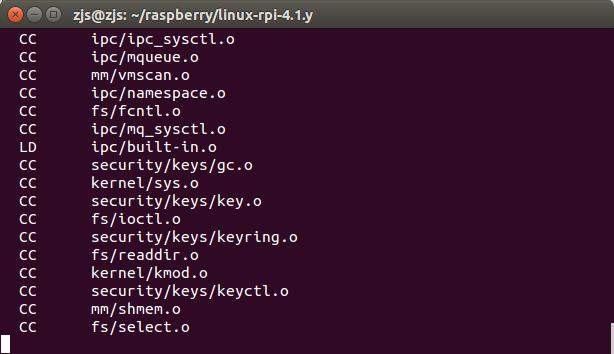 zjs@zjs: ~/raspberry/linux-rpi-4.1.y
CC ipc/ipc_sysctl.o
CC ipc/mqueue.o
CC mm/vmscan.o
CC ipc/namespace.o
CC fs/fcntl.o
CC ipc/mq_sysctl.o
LD ipc/built-in.o
CC security/keys/gc.o
CC kernel/sys.o
CC security/keys/key.o
CC fs/ioctl.o
CC security/keys/keyring.o
CC fs/readdir.o
CC kernel/kmod.o
CC security/keys/keyctl.o
CC mm/shmem.o
CC fs/select.o